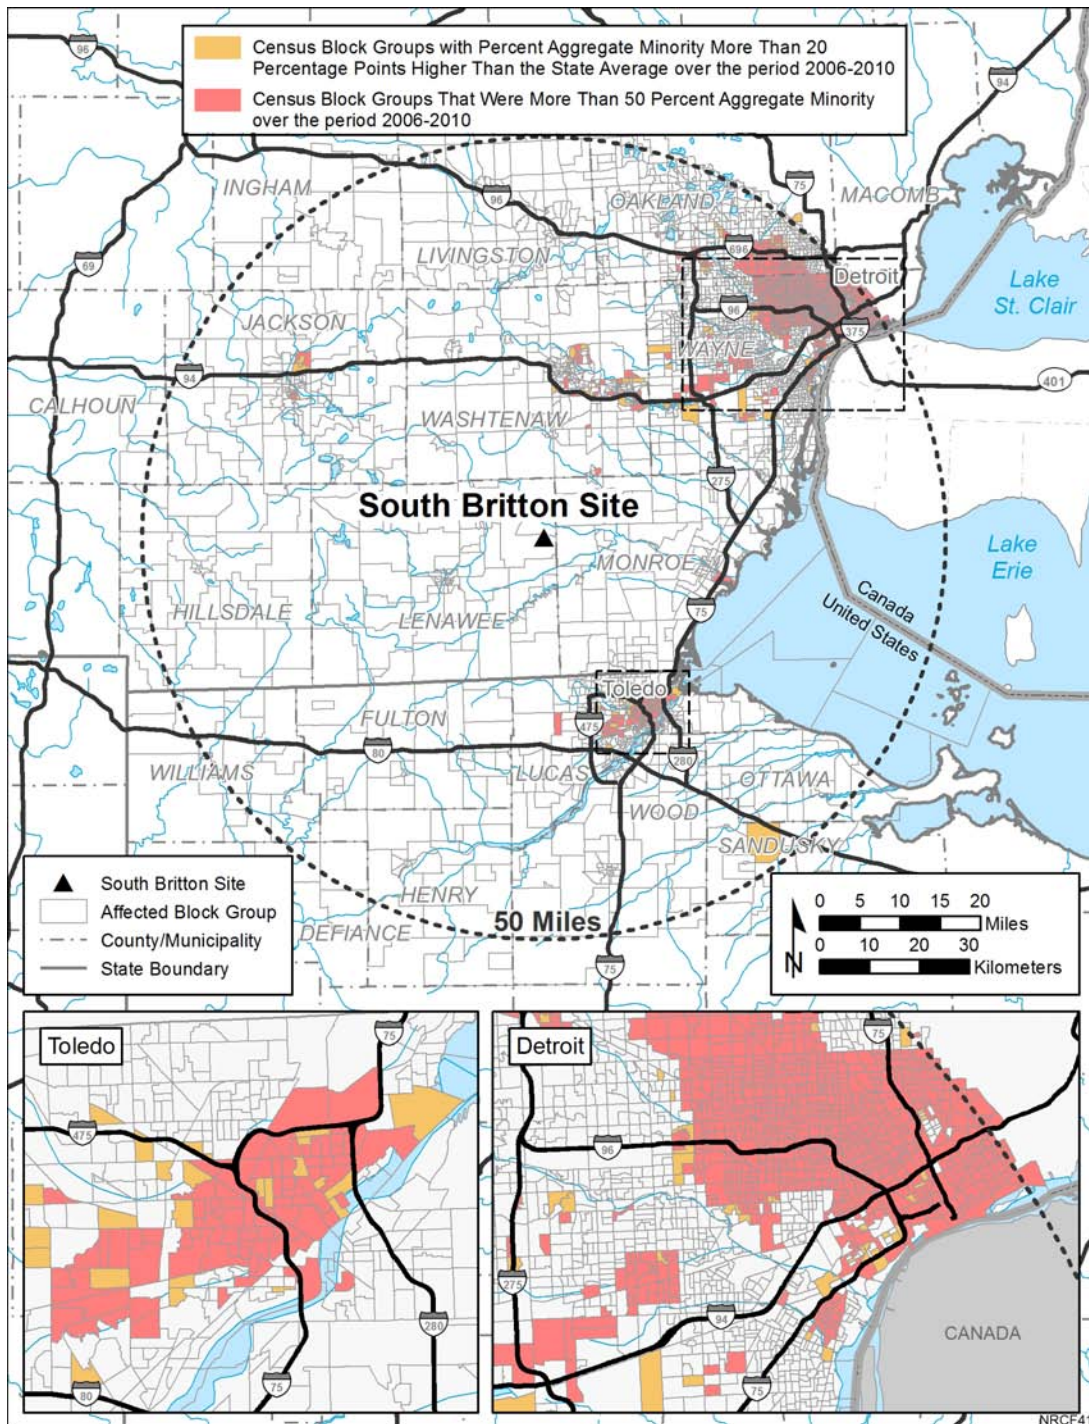 Census Block Groups with Percent Aggregate Minority More Than 20
Percentage Points Higher Than the State Average over the period 2006-2010
Census Block Groups That Were More Than 50 Percent Aggregate Minority
over the period 2006-2010
96
94
INGHAM
96
OAKLAND
75
MACOMB
69
LIVINGSTON
696
Detroit
Lake
St. Clair
JACKSON
96
WAYNE
375
94
401
CALHOUN
WASHTENAW
275
South Britton Site
Lake
Erie
MONROE
HILLSDALE
LENAWEE
75
Canada
United States
Toledo
FULTON
475
80
280
WILLIAMS
LUCAS
OTTAWA
WOOD
SANDUSKY
HENRY
50 Miles
DEFIANCE
75
South Britton Site
Affected Block Group
County/Municipality
State Boundary
0 5 10 15 20
Miles
0 10 20 30
Kilometers
N
Toledo
75
475
280
75
80
Detroit
75
96
275
94
75
CANADA